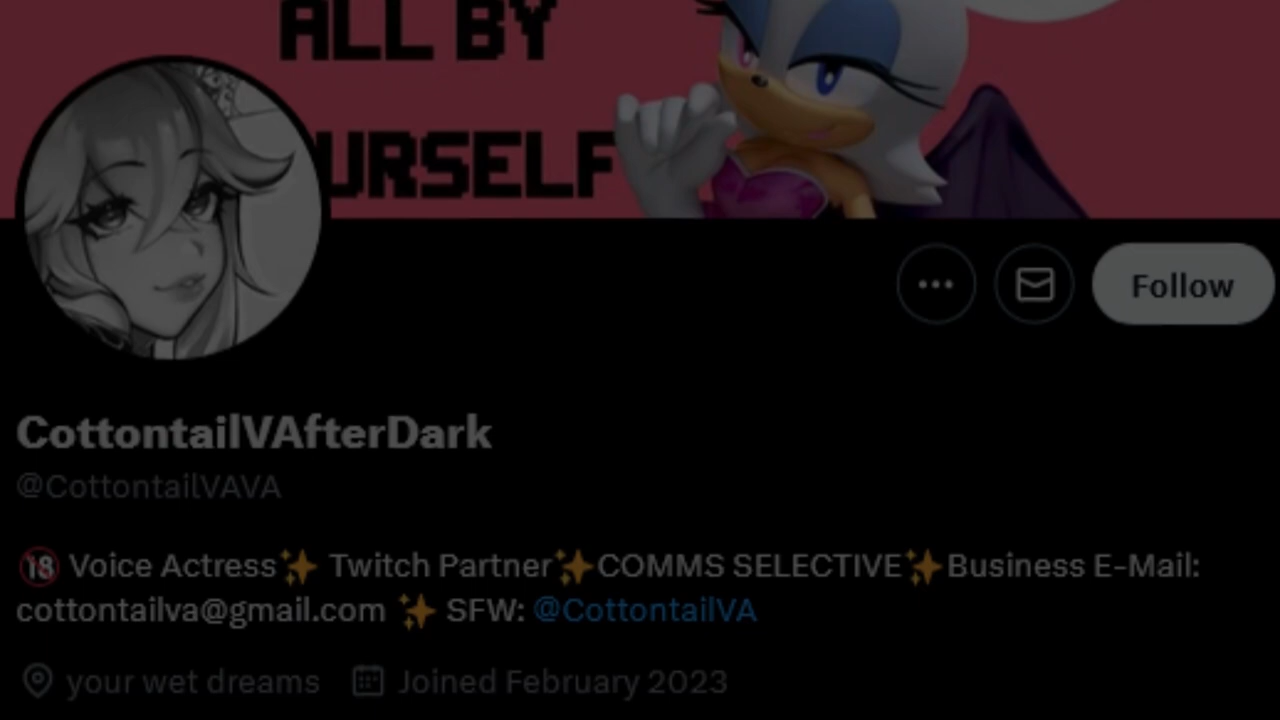 ALL BY
URSELF
Follow
CottontailVAfterDark
@CottontailVAVA
🔞 Voice Actress✨ Twitch Partner✨COMMS SELECTIVE✨Business E-Mail:
cottontailva@gmail.com ✨ SFW: @CottontailVA
your wet dreams Joined February 2023